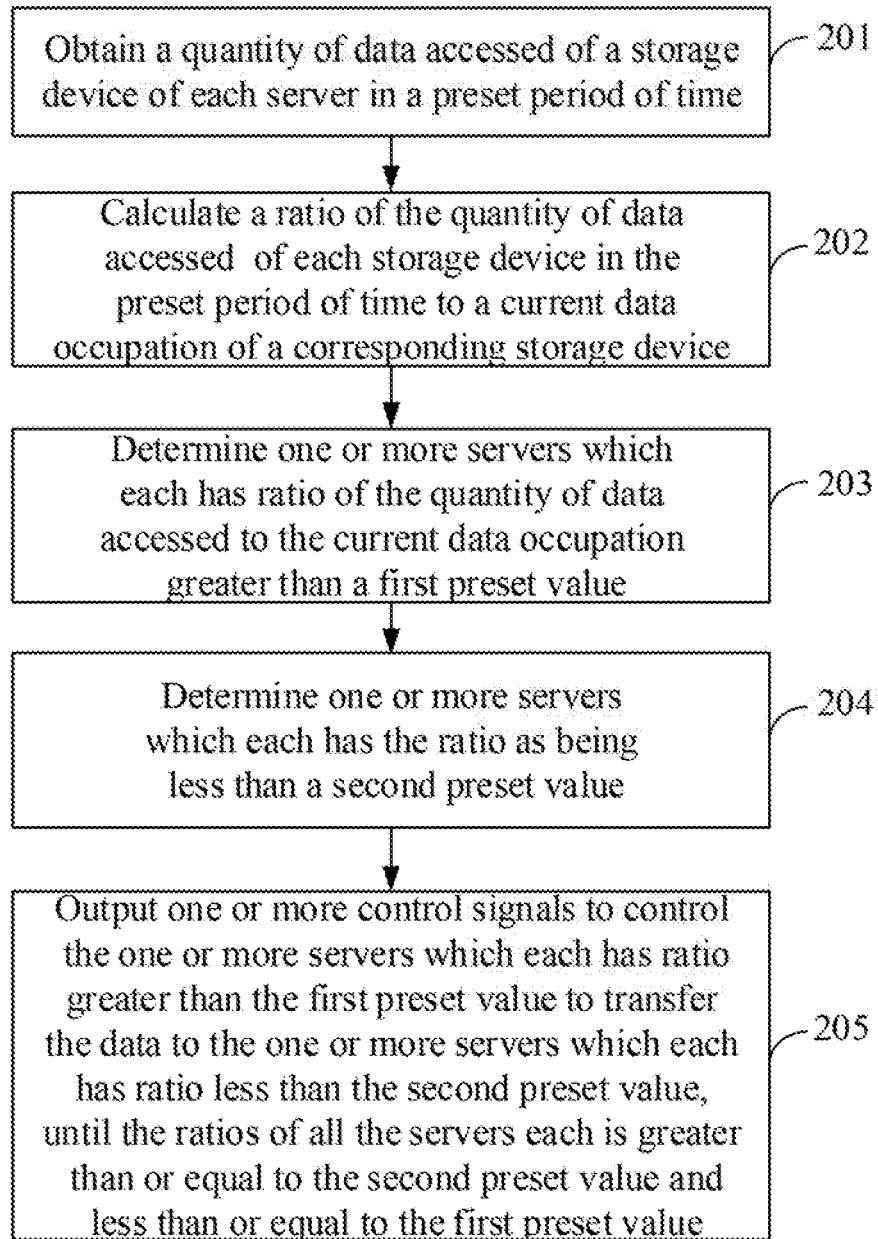 Obtain a quantity of data accessed of a storage
device of each server in a preset period of time
201
Calculate a ratio of the quantity of data
accessed of each storage device in the
preset period of time to a current data
occupation of a corresponding storage device
202
Determine one or more servers which
each has ratio of the quantity of data
accessed to the current data occupation
greater than a first preset value
203
Determine one or more servers
which each has the ratio as being
less than a second preset value
204
Output one or more control signals to control
the one or more servers which each has ratio
greater than the first preset value to transfer
the data to the one or more servers which each
has ratio less than the second preset value,
until the ratios of all the servers each is greater
than or equal to the second preset value and
less than or equal to the first preset value
205